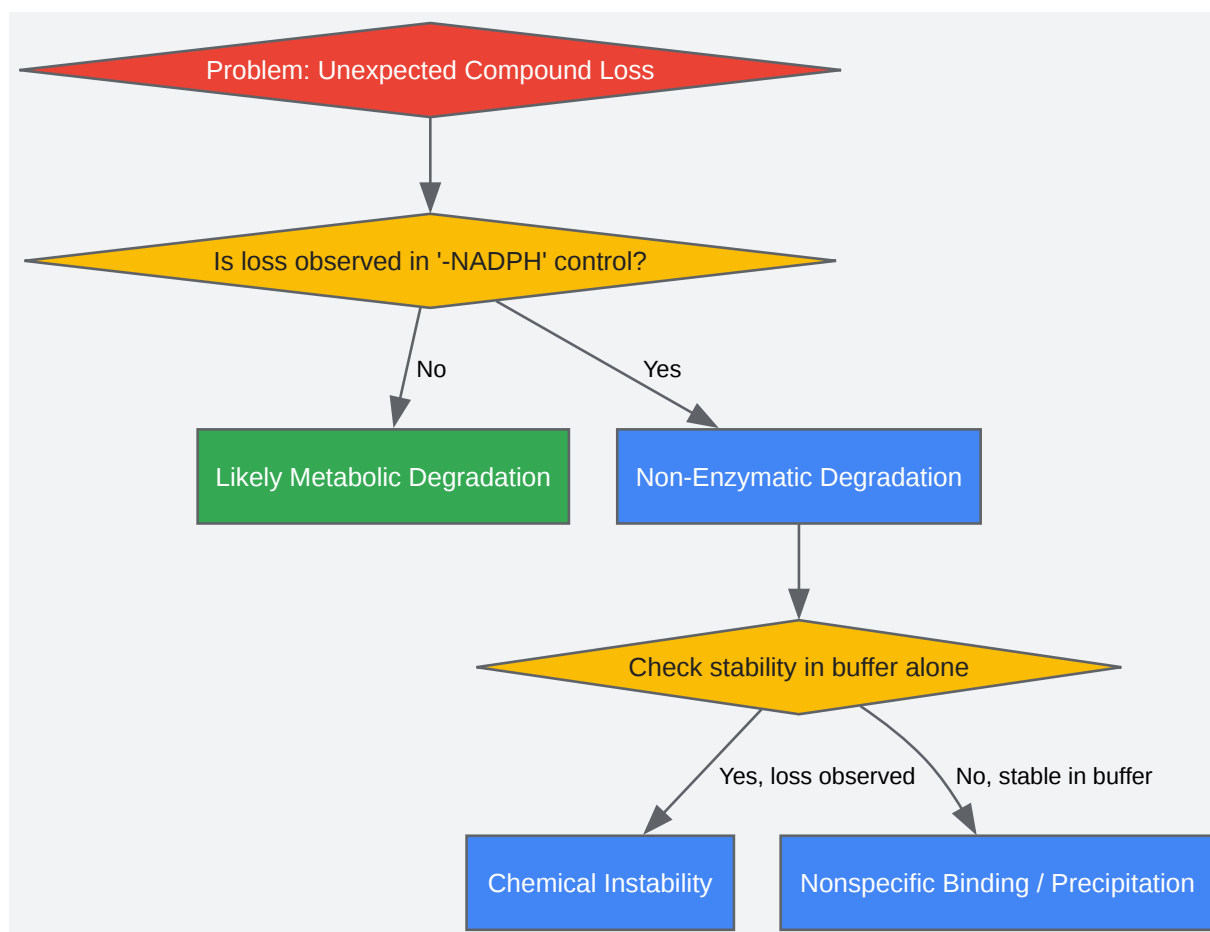 Problem: Unexpected Compound Loss
Is loss observed in '-NADPH' control?
No
Yes
Likely Metabolic Degradation
Non-Enzymatic Degradation
Check stability in buffer alone
Yes, loss observed
No, stable in buffer
Chemical Instability
Nonspecific Binding / Precipitation